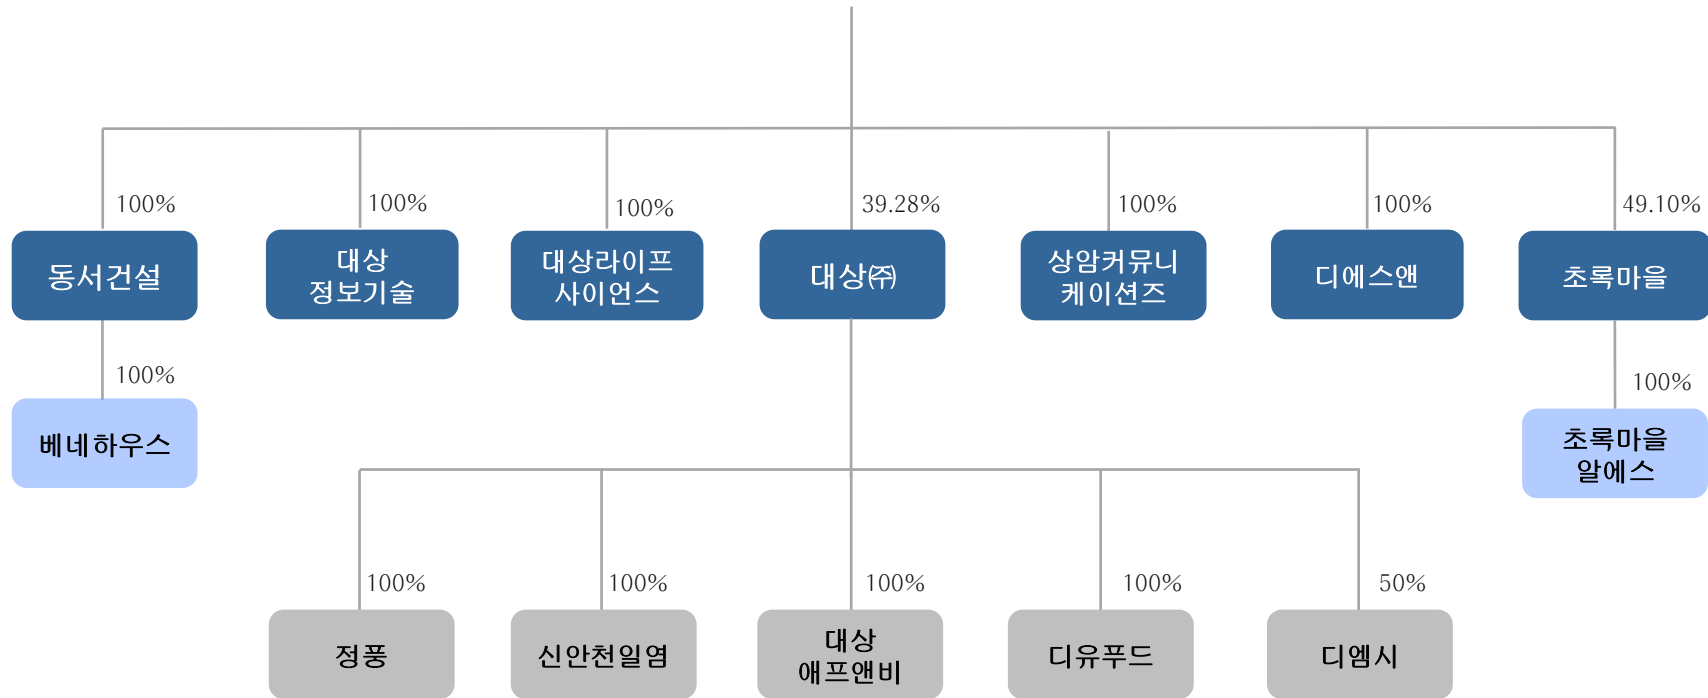 100%
100%
100%
39.28%
100%
100%
49.10%
동서건설
대상
정보기술
대상라이프
사이언스
대상㈜
상암커뮤니
케이션즈
디에스앤
초록마을
100%
100%
베네하우스
초록마을
알에스
100%
100%
100%
100%
50%
정풍
신안천일염
대상
애프앤비
디유푸드
디엠시